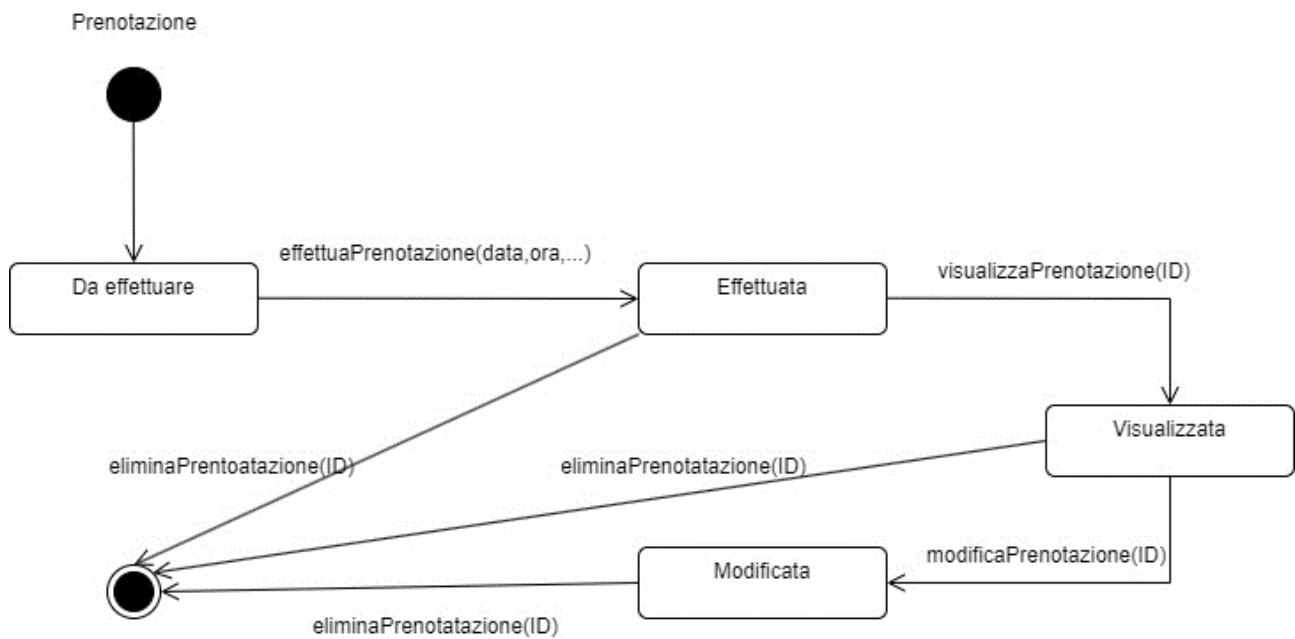 Prenotazione
effettuaPrenotazione(data,ora,...)
Da effettuare
Effettuata
visualizzaPrenotazione(ID)
Visualizzata
eliminaPrentoatazione(ID)
eliminaPrenotatazione(ID)
modificaPrenotazione(ID)
Modificata
eliminaPrenotatazione(ID)